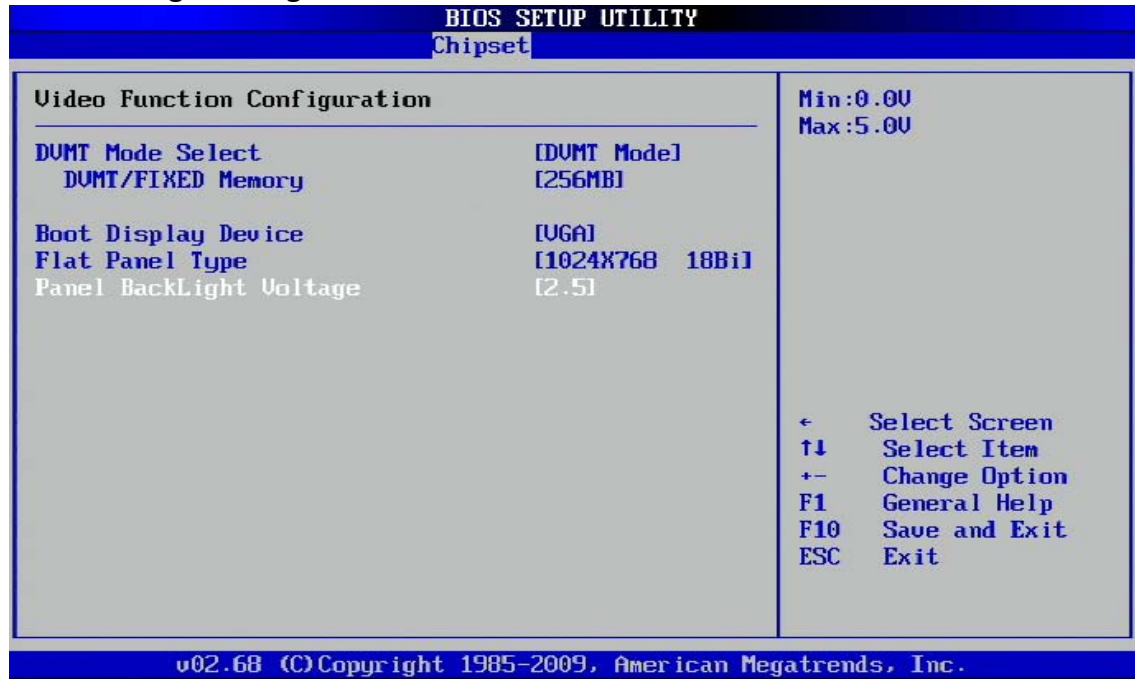 BIOS SETUP UTILITY
Chipset
Video Function Configuration
DVMT Mode Select [DVMT Mode]
DVMT/FIXED Memory [256MB]
Boot Display Device [VGA]
Flat Panel Type [1024X768 18Bi]
Panel BackLight Voltage [2.5]
Min:0.0V
Max:5.0V
← Select Screen
↑↓ Select Item
+- Change Option
F1 General Help
F10 Save and Exit
ESC Exit
v02.68 (C)Copyright 1985-2009, American Megatrends, Inc.